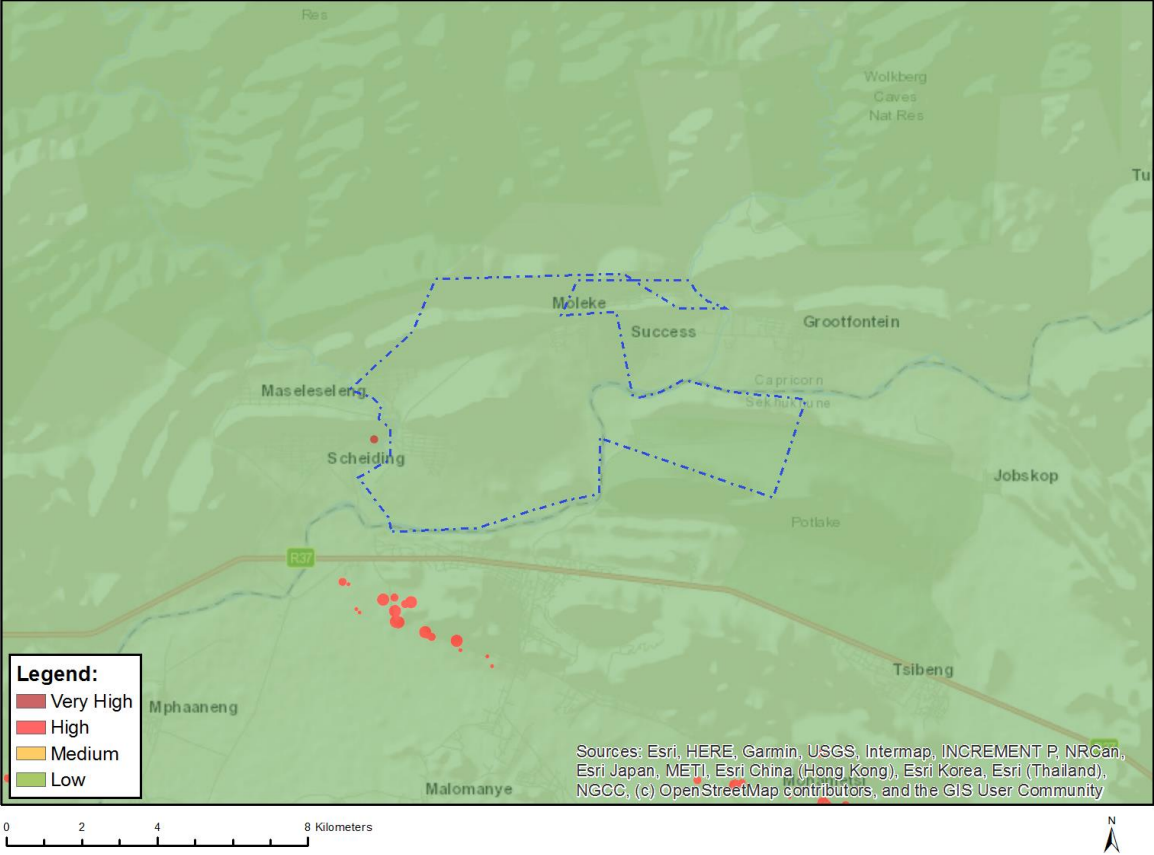 Res
Wolkberg
Caves
Nat Res
Tu
Moleke
Success
Grootfontein
Capricorn
Sekhukhune
Maseleseleng
Scheiding
Jobskop
Potlake
R37
Tsibeng
Mphaaneng
Malomanye
Legend:
Very High
High
Medium
Low
Sources: Esri, HERE, Garmin, USGS, Intermap, INCREMENT P, NRCan,
Esri Japan, METI, Esri China (Hong Kong), Esri Korea, Esri (Thailand),
NGCC, (c) OpenStreetMap contributors, and the GIS User Community
0 2 4 8 Kilometers
N